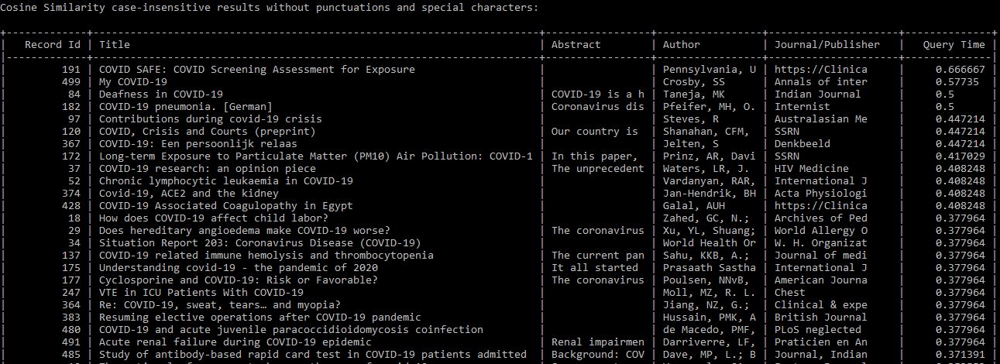 Cosine Similarity case-insensitive results without punctuations and special characters:
Record Id | Title | Abstract | Author | Journal/Publisher | Query Time
191 | COVID SAFE: COVID Screening Assessment for Exposure | | Pennsylvania, U | https://Clinica | 0.666667
499 | My COVID-19 | | Crosby, SS | Annals of inter | 0.57735
84 | Deafness in COVID-19 | COVID-19 is a h | Taneja, MK | Indian Journal | 0.5
182 | COVID-19 pneumonia. [German] | Coronavirus dis | Pfeifer, MH, O. | Internist | 0.5
97 | Contributions during covid-19 crisis | | Steves, R | Australasian Me | 0.447214
120 | COVID, Crisis and Courts (preprint) | Our country is | Shanahan, CFM, | SSRN | 0.447214
367 | COVID-19: Een persoonlijk relaas | | Jelten, S | Denkbeeld | 0.447214
172 | Long-term Exposure to Particulate Matter (PM10) Air Pollution: COVID-1 | In this paper, | Prinz, AR, Davi | SSRN | 0.417029
37 | COVID-19 research: an opinion piece | The unprecedent | Waters, LR, J. | HIV Medicine | 0.408248
52 | Chronic lymphocytic leukaemia in COVID-19 | | Vardanyan, RAR, | International J | 0.408248
374 | Covid-19, ACE2 and the kidney | | Jan-Hendrik, BH | Acta Physiologi | 0.408248
428 | COVID-19 Associated Coagulopathy in Egypt | | Galal, AUH | https://Clinica | 0.408248
18 | How does COVID-19 affect child labor? | | Zahed, GC, N.; | Archives of Ped | 0.377964
29 | Does hereditary angioedema make COVID-19 worse? | The coronavirus | Xu, YL, Shuang; | World Allergy O | 0.377964
34 | Situation Report 203: Coronavirus Disease (COVID-19) | | World Health Or | W. H. Organizat | 0.377964
137 | COVID-19 related immune hemolysis and thrombocytopenia | The current pan | Sahu, KKB, A.; | Journal of medi | 0.377964
175 | Understanding covid-19 - the pandemic of 2020 | It all started | Prasaath Sastha | International J | 0.377964
177 | Cyclosporine and COVID-19: Risk or Favorable? | The coronavirus | Poulsen, NNvB, | American Journa | 0.377964
247 | VTE in ICU Patients With COVID-19 | | Moll, MZ, R. L. | Chest | 0.377964
364 | Re: COVID-19, sweat, tears… and myopia? | | Jiang, NZ, G.; | Clinical & expe | 0.377964
383 | Resuming elective operations after COVID-19 pandemic | | Hussain, PMK, A | British Journal | 0.377964
480 | COVID-19 and acute juvenile paracoccidioidomycosis coinfection | | de Macedo, PMF, | PLoS neglected | 0.377964
491 | Acute renal failure during COVID-19 epidemic | Renal impairmen | Darriverre, LF, | Praticien en An | 0.377964
485 | Study of antibody-based rapid card test in COVID-19 patients admitted | Background: COV | Dave, MP, L.; B | Journal, Indian | 0.371391